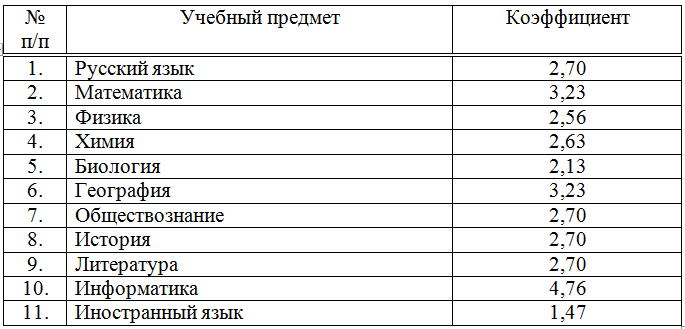 № Учебный предмет Коэффициент
п/п
1. Русский язык 2,70
2. Математика 3,23
3. Физика 2,56
4. Химия 2,63
5. Биология 2,13
6. География 3,23
7. Обществознание 2,70
8. История 2,70
9. Литература 2,70
10. Информатика 4,76
11. Иностранный язык 1,47